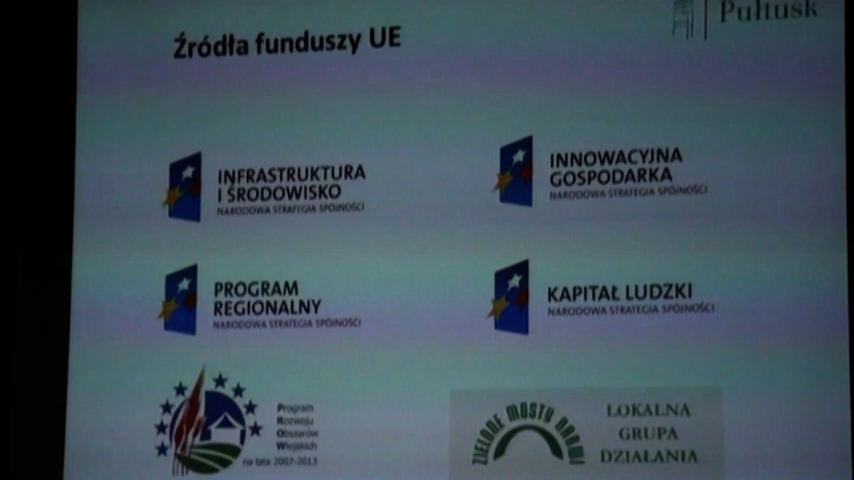 Pułtusk
Źródła funduszy UE
INFRASTRUKTURA
I ŚRODOWISKO
NARODOWA STRATEGIA SPÓJNOŚCI
INNOWACYJNA
GOSPODARKA
NARODOWA STRATEGIA SPÓJNOŚCI
PROGRAM
REGIONALNY
NARODOWA STRATEGIA SPÓJNOŚCI
KAPITAŁ LUDZKI
NARODOWA STRATEGIA SPÓJNOŚCI
Program
Rozwoju
Obszarów
Wiejskich
na lata 2007-2013
ZIELONE MOSTY NARWI
LOKALNA
GRUPA
DZIAŁANIA